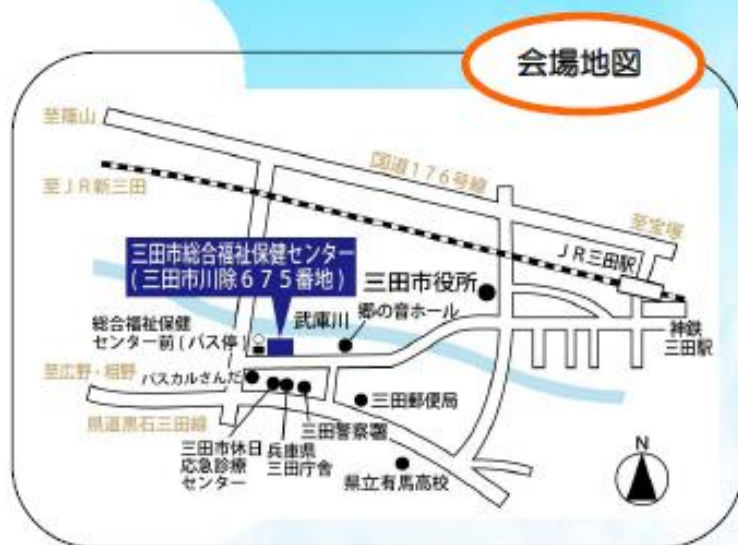 会場地図
至篠山
国道176号線
至JR新三田
至宝塚
JR三田駅
三田市総合福祉保健センター
(三田市川除675番地)
三田市役所
武庫川
郷の音ホール
総合福祉保健
センター前(バス停)
神鉄
三田駅
至広野・相野
パスカルさんだ
三田郵便局
県道黒石三田線
三田警察署
三田市休日
応急診療
センター
兵庫県
三田庁舎
県立有馬高校
N